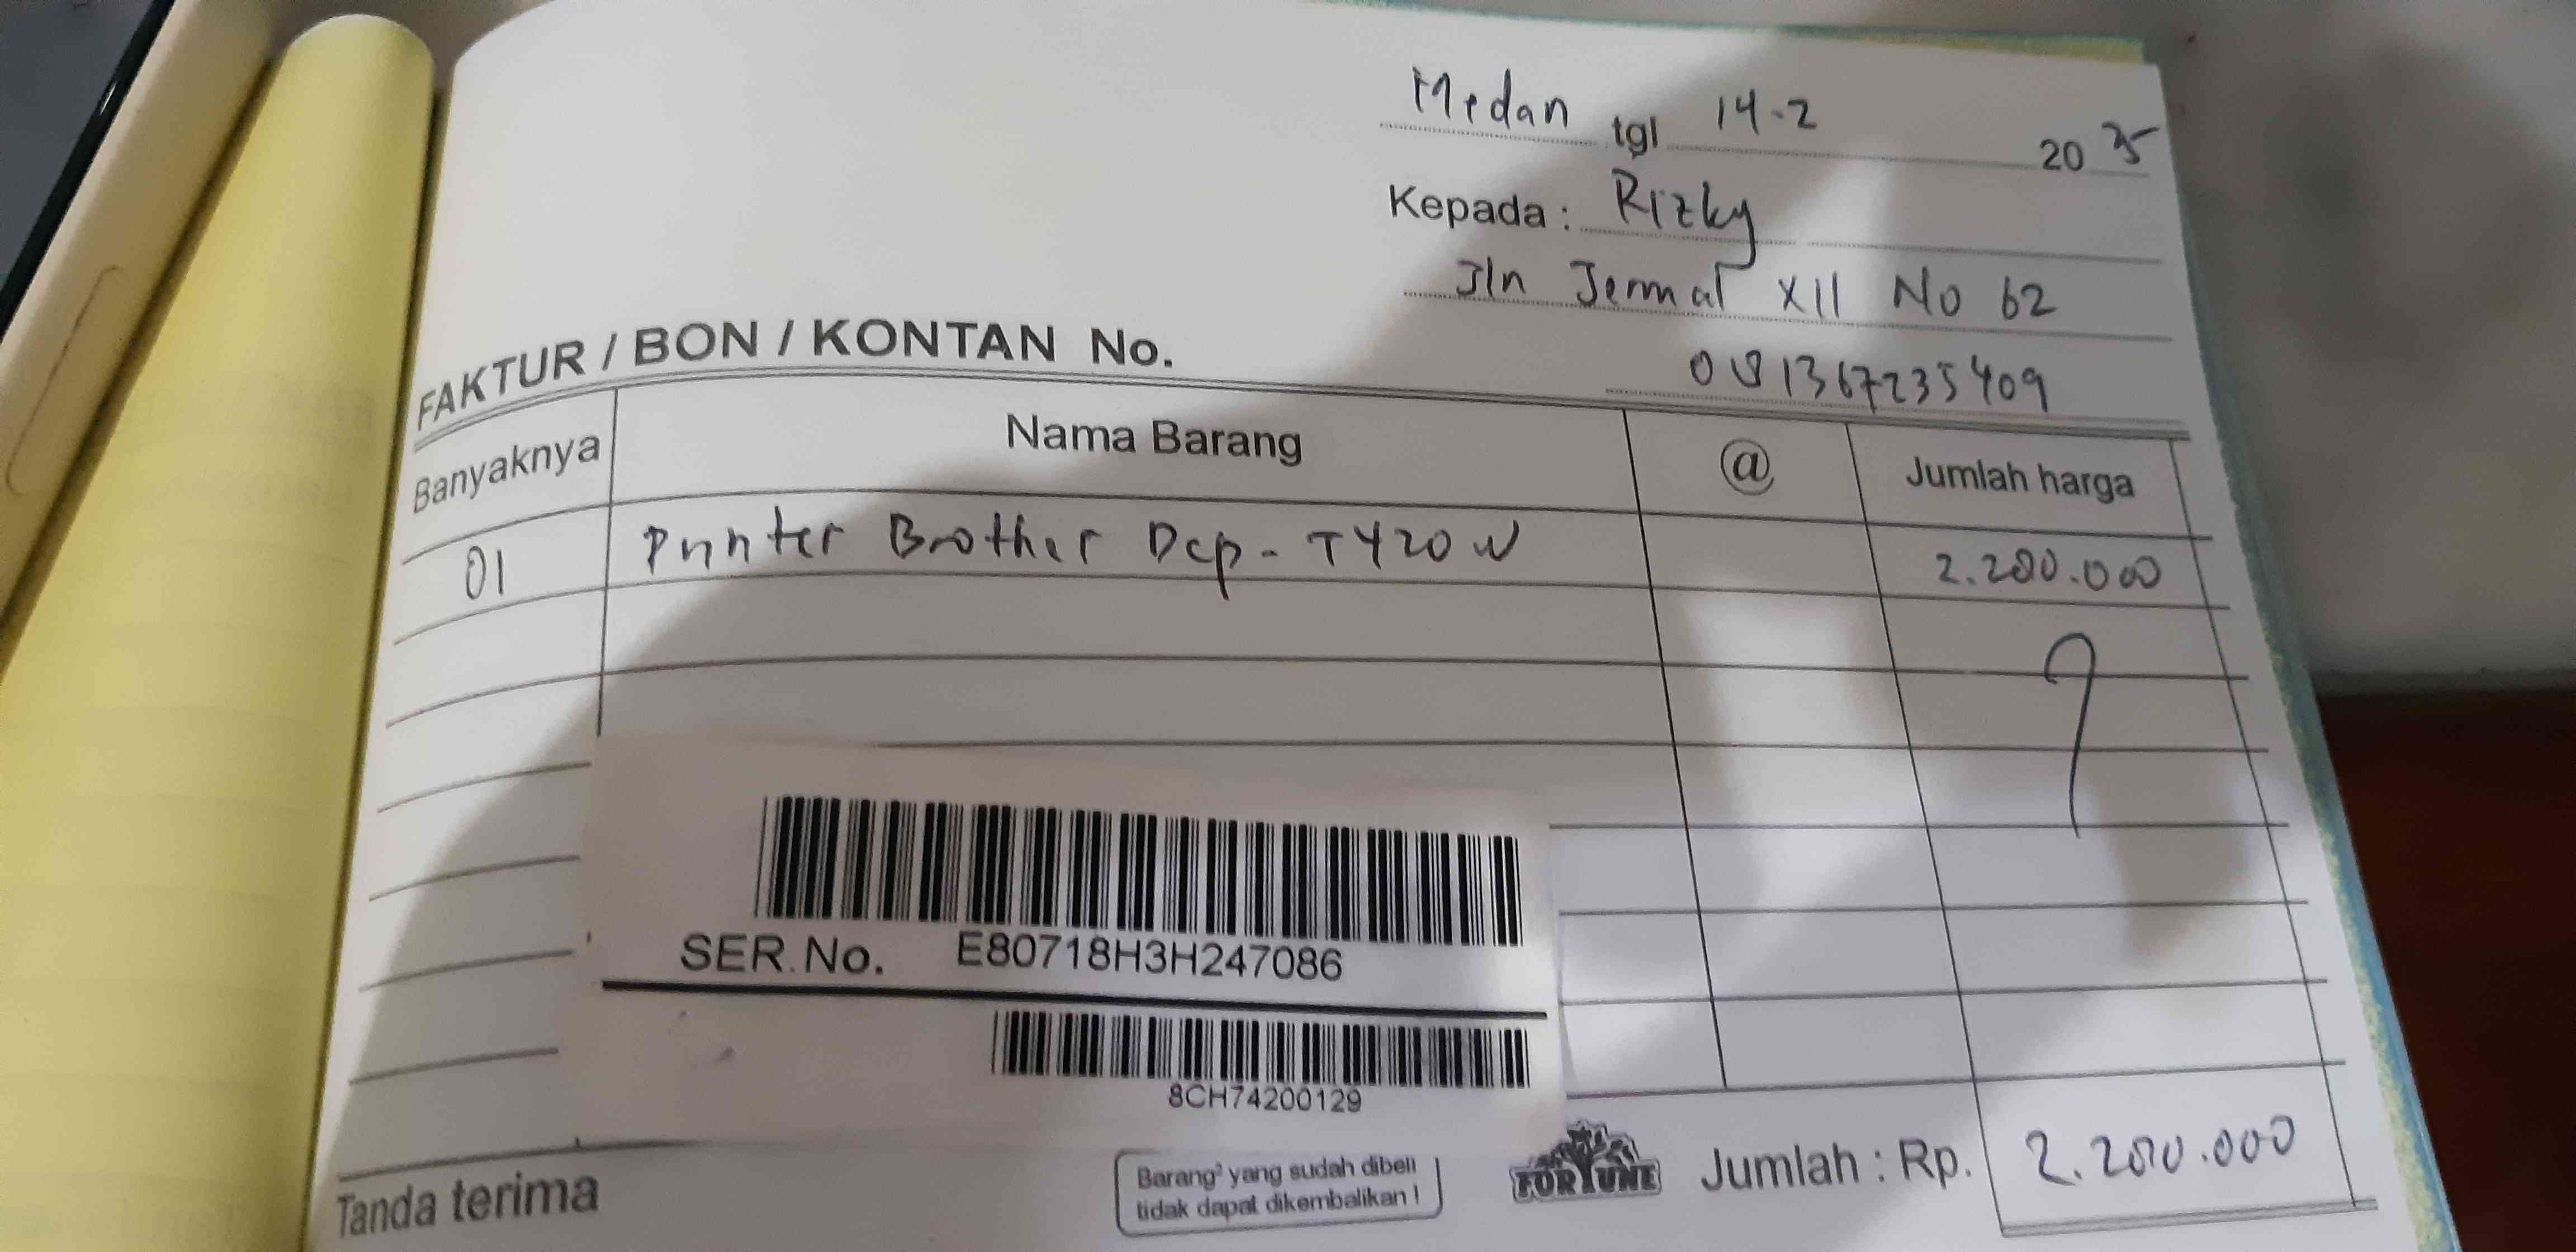 Medan tgl 14-2 2025
Kepada : Rizky
Jln Jermal XII No 62
081367235409
FAKTUR / BON / KONTAN No.
Banyaknya Nama Barang @ Jumlah harga
01 Printer Brother Dcp-T420W 2.200.000
SER.No. E80718H3H247086
8CH74200129
Tanda terima
Barang² yang sudah dibeli
tidak dapat dikembalikan !
FORTUNE
Jumlah : Rp. 2.200.000